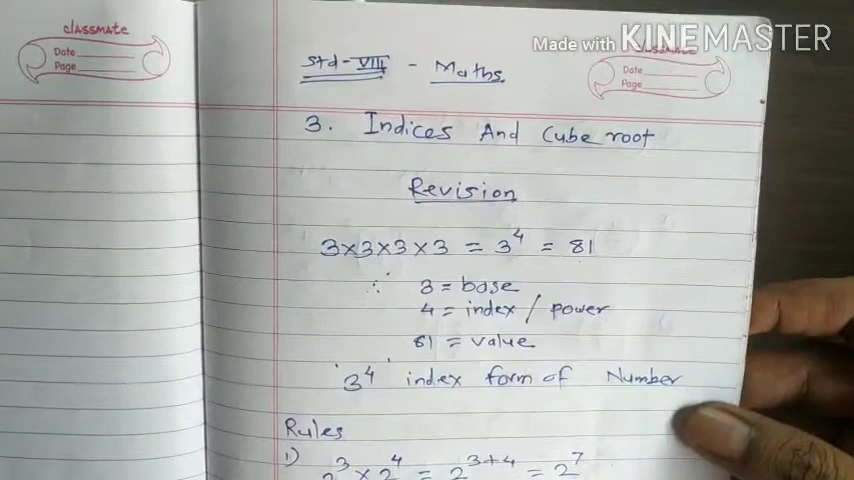 classmate
Date
Page
Made with KINEMASTER
classmate
Date
Page
Std-VIII - Maths.
3. Indices And Cube root
Revision
3×3×3×3 = 3⁴ = 81
∴ 3 = base
4 = index / power
81 = value
'3⁴' index form of Number
Rules
1) 2³ × 2⁴ = 2³⁺⁴ = 2⁷